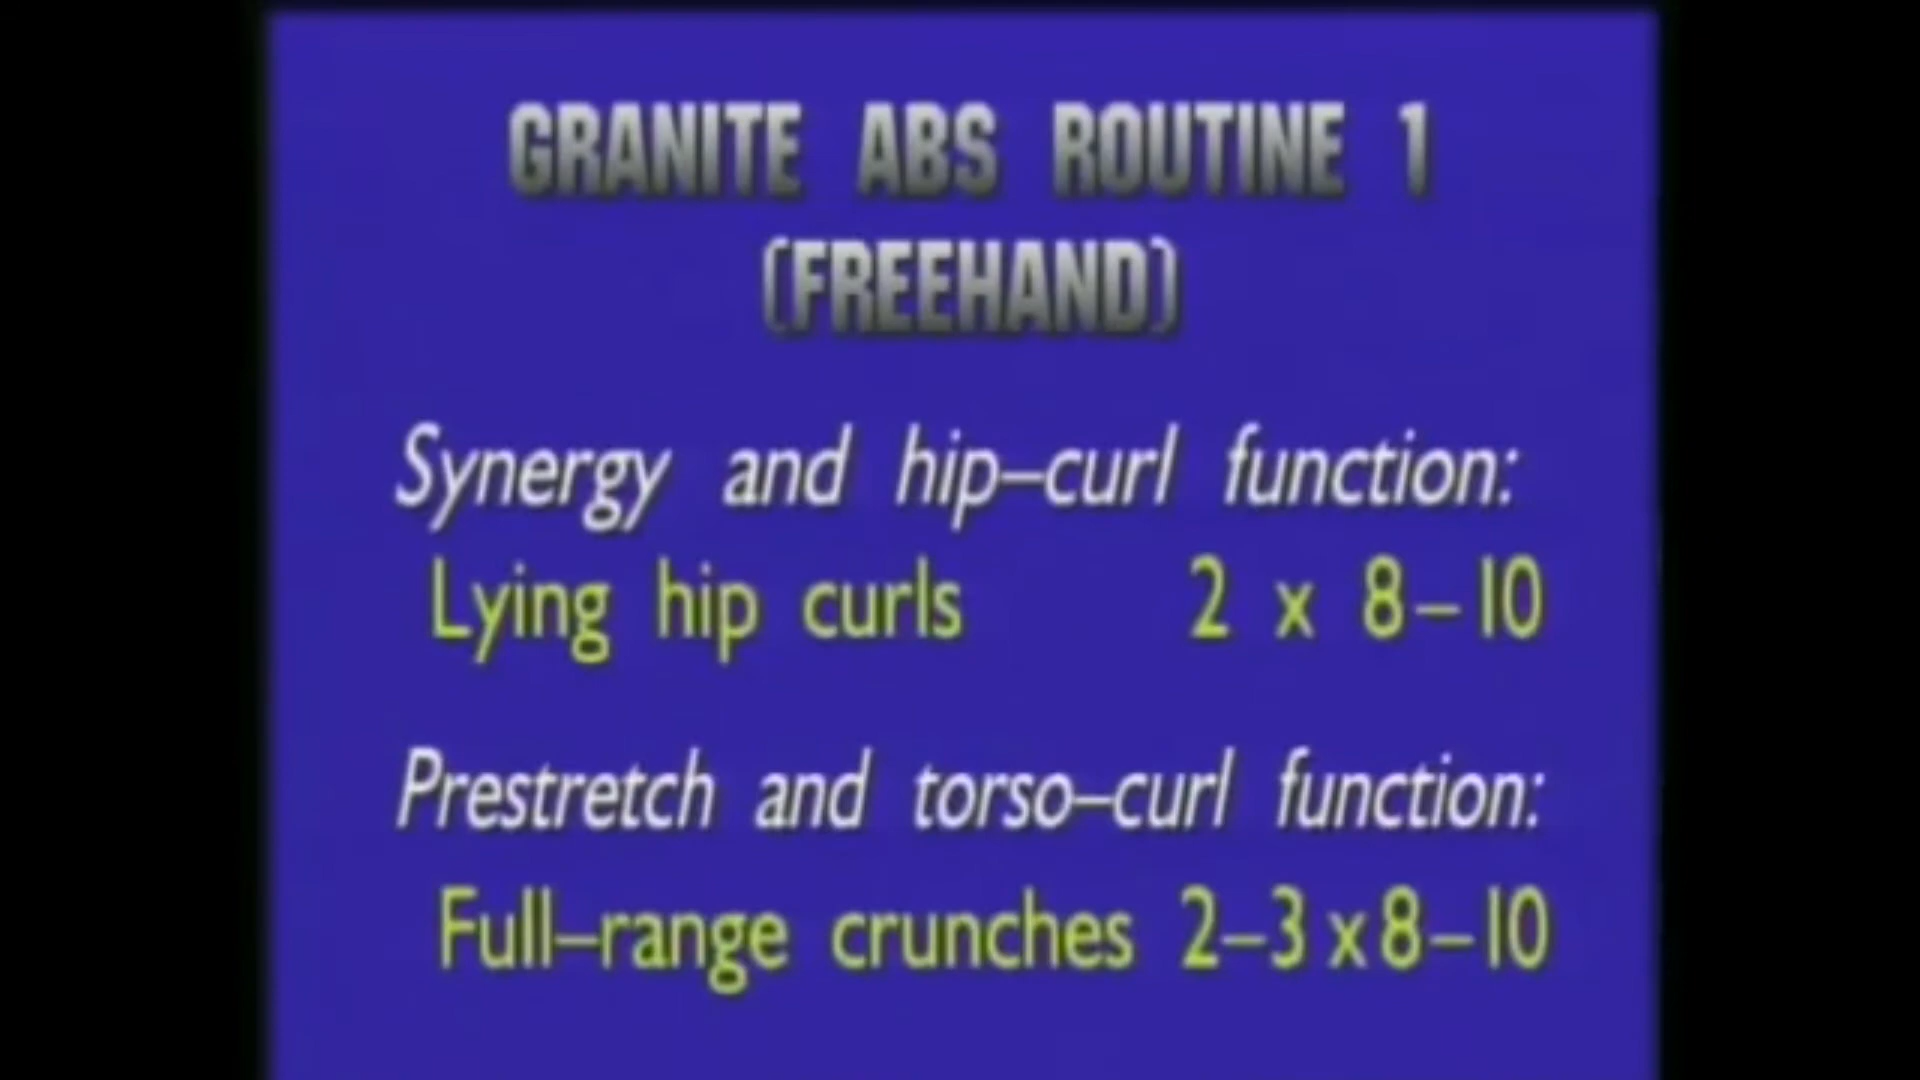 GRANITE ABS ROUTINE 1
(FREEHAND)
Synergy and hip–curl function:
Lying hip curls 2 x 8–10
Prestretch and torso–curl function:
Full–range crunches 2–3 x 8–10